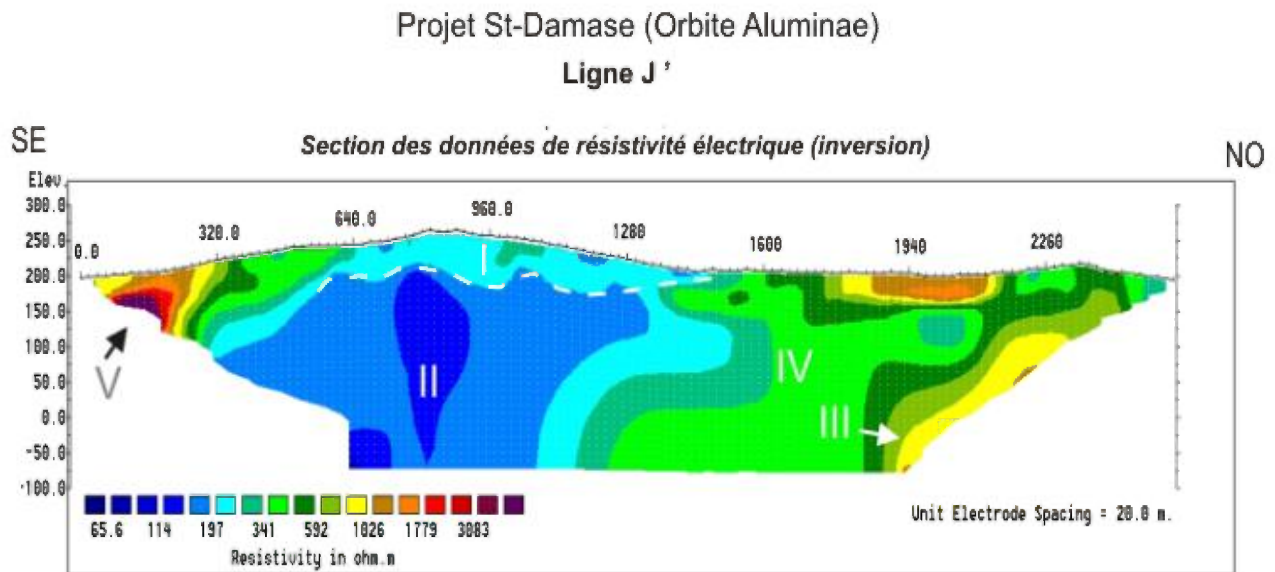 Projet St-Damase (Orbite Aluminae)
Ligne J '
Section des données de résistivité électrique (inversion)
SE
NO
Elev
300.0
250.0
200.0
150.0
100.0
50.0
0.0
-50.0
-100.0
0.0 320.0 640.0 960.0 1280 1600 1940 2260
I
II
III
IV
V
65.6 114 197 341 592 1026 1779 3083
Resistivity in ohm.m
Unit Electrode Spacing = 20.0 m.